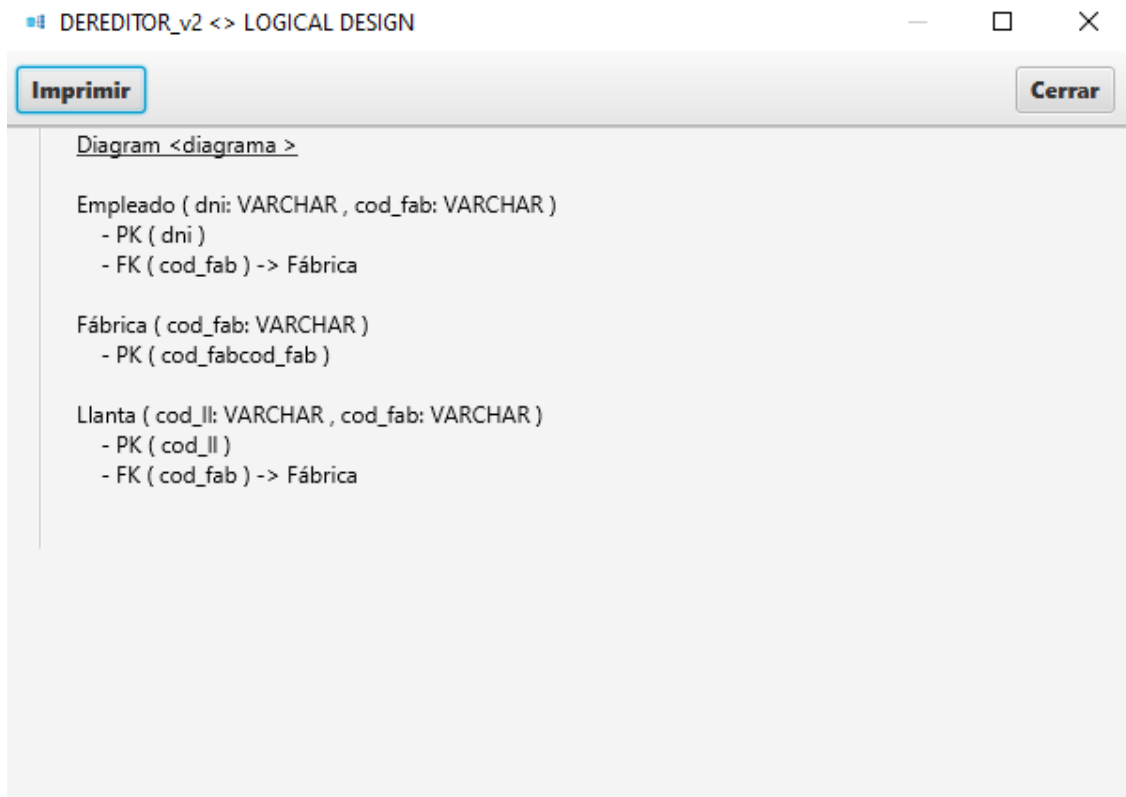 DEREDITOR_v2 <> LOGICAL DESIGN
Imprimir
Cerrar
Diagram <diagrama >
Empleado ( dni: VARCHAR , cod_fab: VARCHAR )
- PK ( dni )
- FK ( cod_fab ) -> Fábrica
Fábrica ( cod_fab: VARCHAR )
- PK ( cod_fabcod_fab )
Llanta ( cod_ll: VARCHAR , cod_fab: VARCHAR )
- PK ( cod_ll )
- FK ( cod_fab ) -> Fábrica